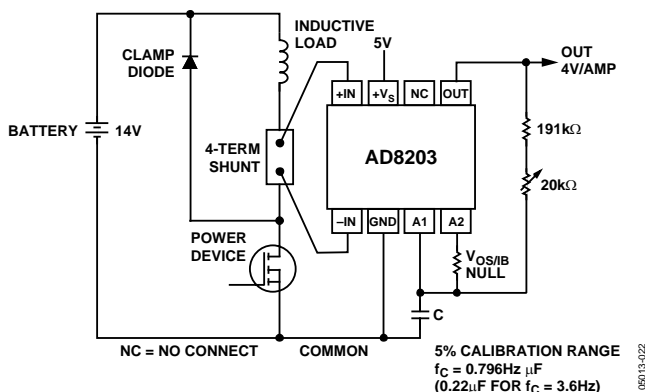 INDUCTIVE
LOAD
CLAMP
DIODE
5V
OUT
4V/AMP
+IN
+VS
NC
OUT
BATTERY
14V
4-TERM
SHUNT
AD8203
191kΩ
20kΩ
–IN
GND
A1
A2
POWER
DEVICE
VOS/IB
NULL
C
NC = NO CONNECT
COMMON
5% CALIBRATION RANGE
fC = 0.796Hz μF
(0.22μF FOR fC = 3.6Hz)
05013-022